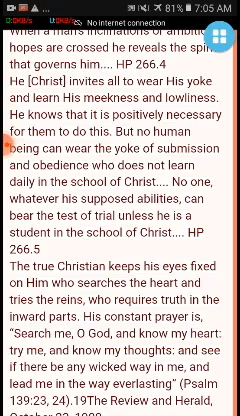 0:0KB/s U:0KB/s 81% 7:05 AM
No internet connection
When a man's inclinations or ambitio
hopes are crossed he reveals the spiri
that governs him.... HP 266.4
He [Christ] invites all to wear His yoke
and learn His meekness and lowliness.
He knows that it is positively necessary
for them to do this. But no human
being can wear the yoke of submission
and obedience who does not learn
daily in the school of Christ.... No one,
whatever his supposed abilities, can
bear the test of trial unless he is a
student in the school of Christ.... HP
266.5
The true Christian keeps his eyes fixed
on Him who searches the heart and
tries the reins, who requires truth in the
inward parts. His constant prayer is,
"Search me, O God, and know my heart:
try me, and know my thoughts: and see
if there be any wicked way in me, and
lead me in the way everlasting" (Psalm
139:23, 24).19The Review and Herald,